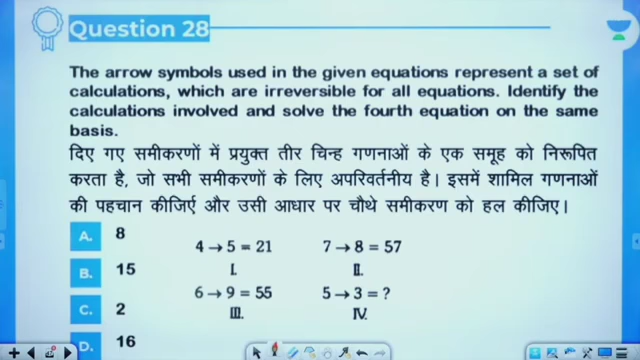 Question 28
The arrow symbols used in the given equations represent a set of
calculations, which are irreversible for all equations. Identify the
calculations involved and solve the fourth equation on the same
basis.
दिए गए समीकरणों में प्रयुक्त तीर चिन्ह गणनाओं के एक समूह को निरूपित
करता है, जो सभी समीकरणों के लिए अपरिवर्तनीय है। इसमें शामिल गणनाओं
की पहचान कीजिएं और उसी आधार पर चौथे समीकरण को हल कीजिए।
A. 8
B. 15
C. 2
D. 16
4 → 5 = 21 7 → 8 = 57
I. II.
6 → 9 = 55 5 → 3 = ?
III. IV.